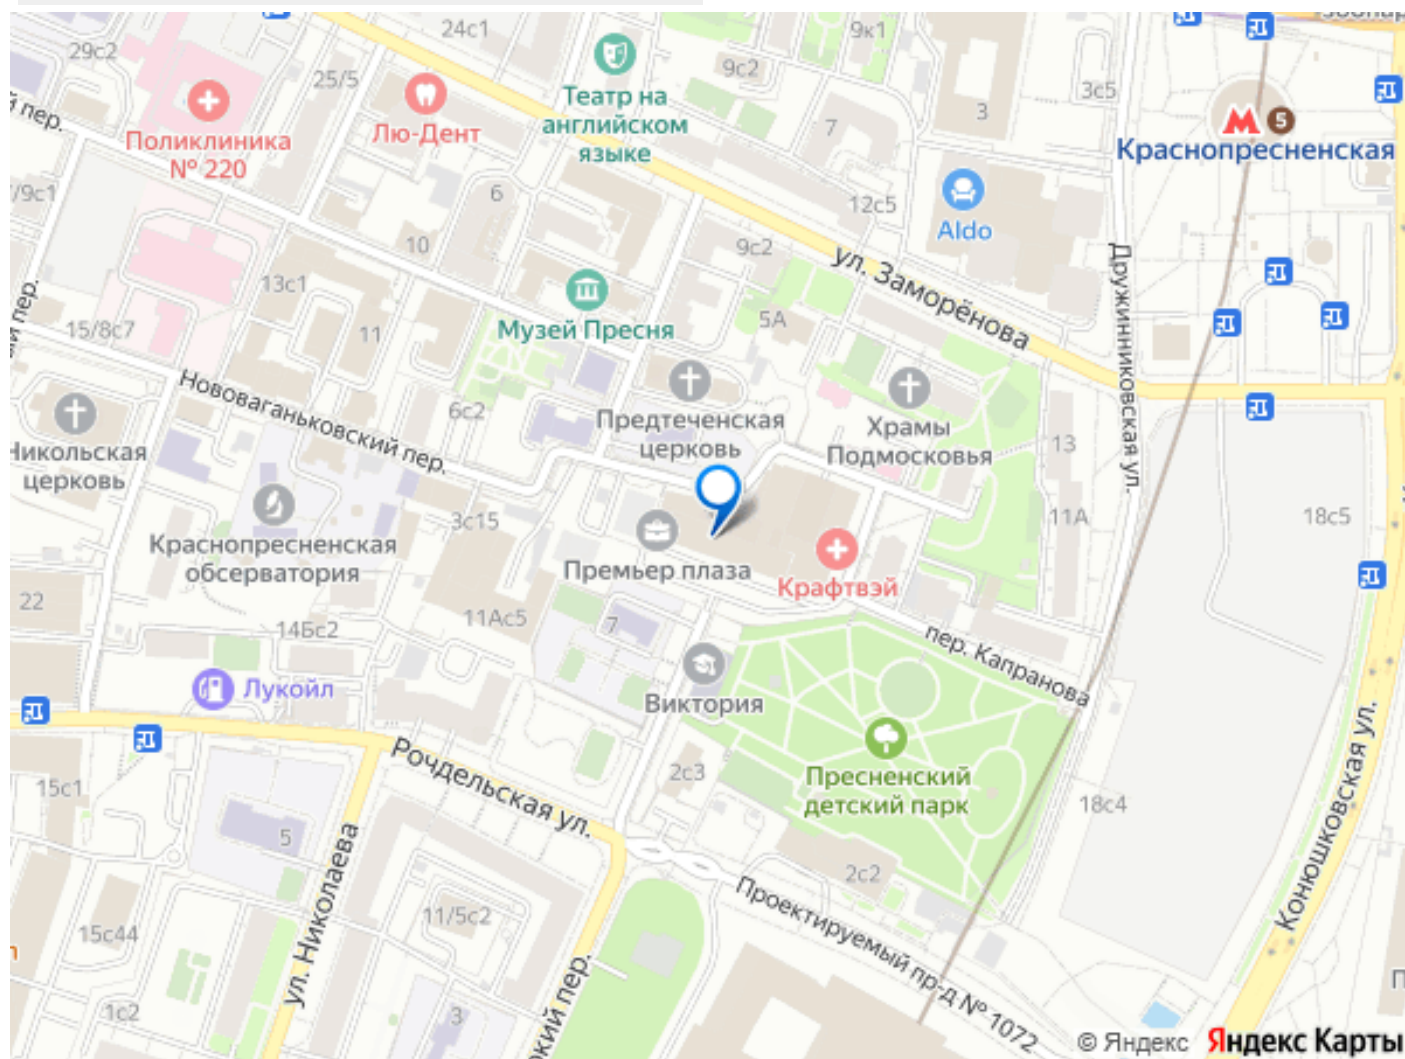 24с1
9к1
29с2
25/5
9с2
3с5
3
Театр на
английском
языке
7
5
й пер.
Поликлиника
№ 220
Лю-Дент
Краснопресненская
7/9с1
6
12с5
10
9с2
Aldo
ул. Заморёнова
Дружинниковская ул.
13с1
Музей Пресня
5А
15/8с7
11
Нововаганьковский пер.
6с2
Предтеченская
церковь
Храмы
Подмосковья
13
Никольская
церковь
3с15
11А
18с5
Краснопресненская
обсерватория
Премьер плаза
Крафтвэй
22
14Бс2
11Ас5
7
пер. Капранова
Лукойл
Виктория
Рочдельская ул.
2с3
Пресненский
детский парк
15с1
18с4
Конюшковская ул.
5
ул. Николаева
2с2
11/5с2
Проектируемый пр-д № 1072
15с44
1с2
3
© Яндекс Яндекс Карты